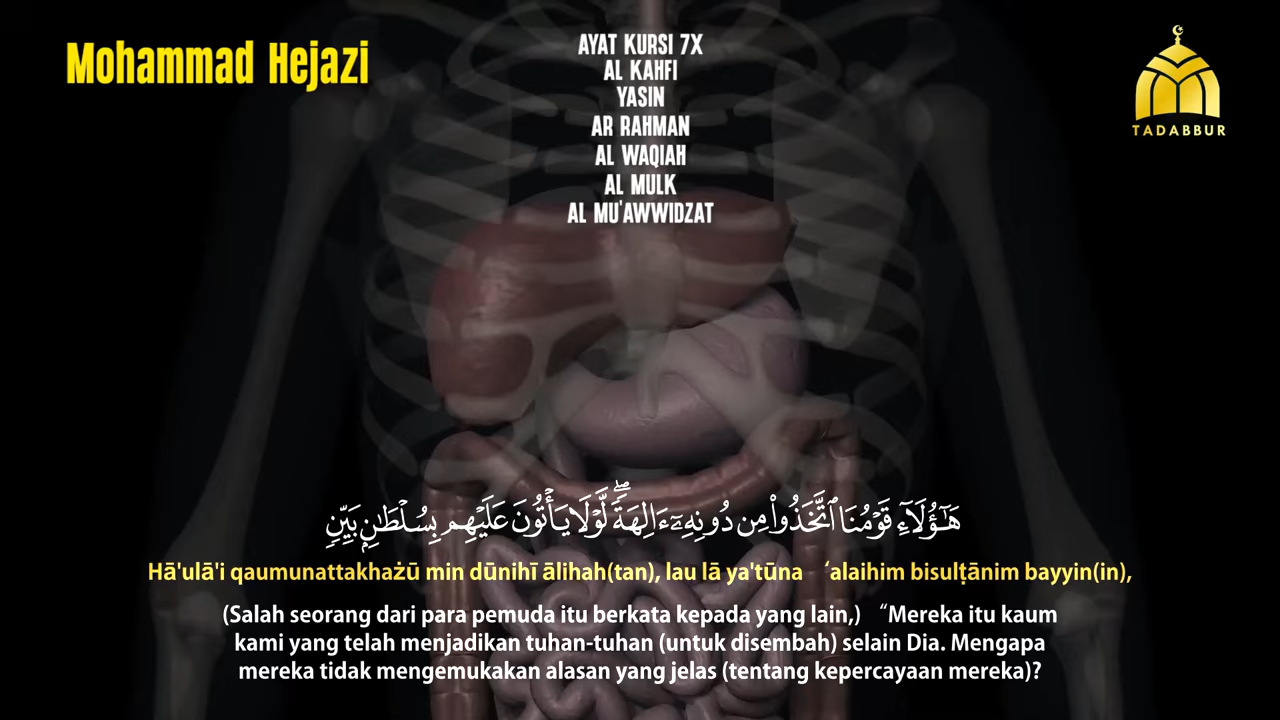 Mohammad Hejazi
AYAT KURSI 7X
AL KAHFI
YASIN
AR RAHMAN
AL WAQIAH
AL MULK
AL MU'AWWIDZAT
TADABBUR
هَـٰٓؤُلَآءِ قَوْمُنَا ٱتَّخَذُوا۟ مِن دُونِهِۦٓ ءَالِهَةًۖ لَّوْلَا يَأْتُونَ عَلَيْهِم بِسُلْطَـٰنٍۭ بَيِّنٍۖ
Hā'ulā'i qaumunattakhażū min dūnihī ālihah(tan), lau lā ya'tūna ‘alaihim bisulṭānim bayyin(in),
(Salah seorang dari para pemuda itu berkata kepada yang lain,) “Mereka itu kaum
kami yang telah menjadikan tuhan-tuhan (untuk disembah) selain Dia. Mengapa
mereka tidak mengemukakan alasan yang jelas (tentang kepercayaan mereka)?